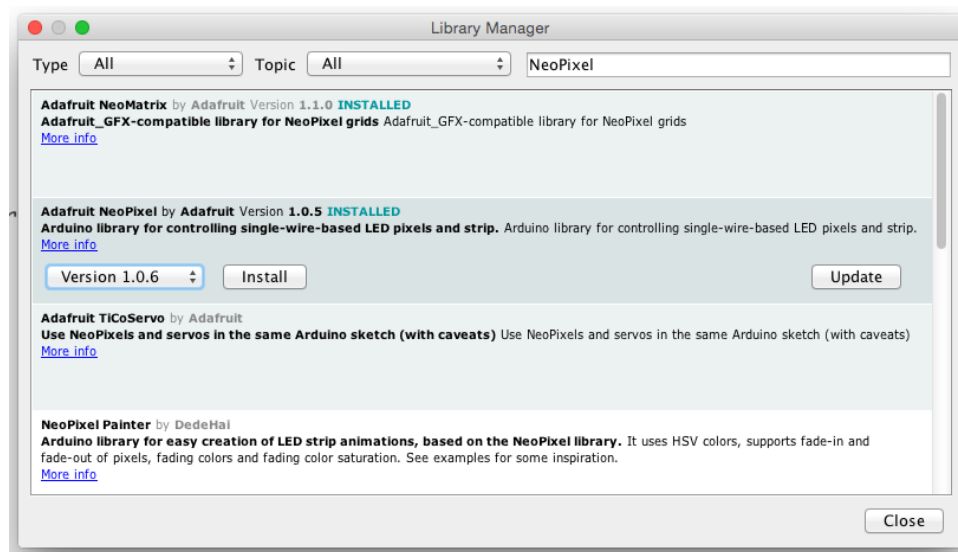 Library Manager
Type All Topic All NeoPixel
Adafruit NeoMatrix by Adafruit Version 1.1.0 INSTALLED
Adafruit_GFX-compatible library for NeoPixel grids Adafruit_GFX-compatible library for NeoPixel grids
More info
Adafruit NeoPixel by Adafruit Version 1.0.5 INSTALLED
Arduino library for controlling single-wire-based LED pixels and strip. Arduino library for controlling single-wire-based LED pixels and strip.
More info
Version 1.0.6 Install Update
Adafruit TiCoServo by Adafruit
Use NeoPixels and servos in the same Arduino sketch (with caveats) Use NeoPixels and servos in the same Arduino sketch (with caveats)
More info
NeoPixel Painter by DedeHai
Arduino library for easy creation of LED strip animations, based on the NeoPixel library. It uses HSV colors, supports fade-in and
fade-out of pixels, fading colors and fading color saturation. See examples for some inspiration.
More info
Close